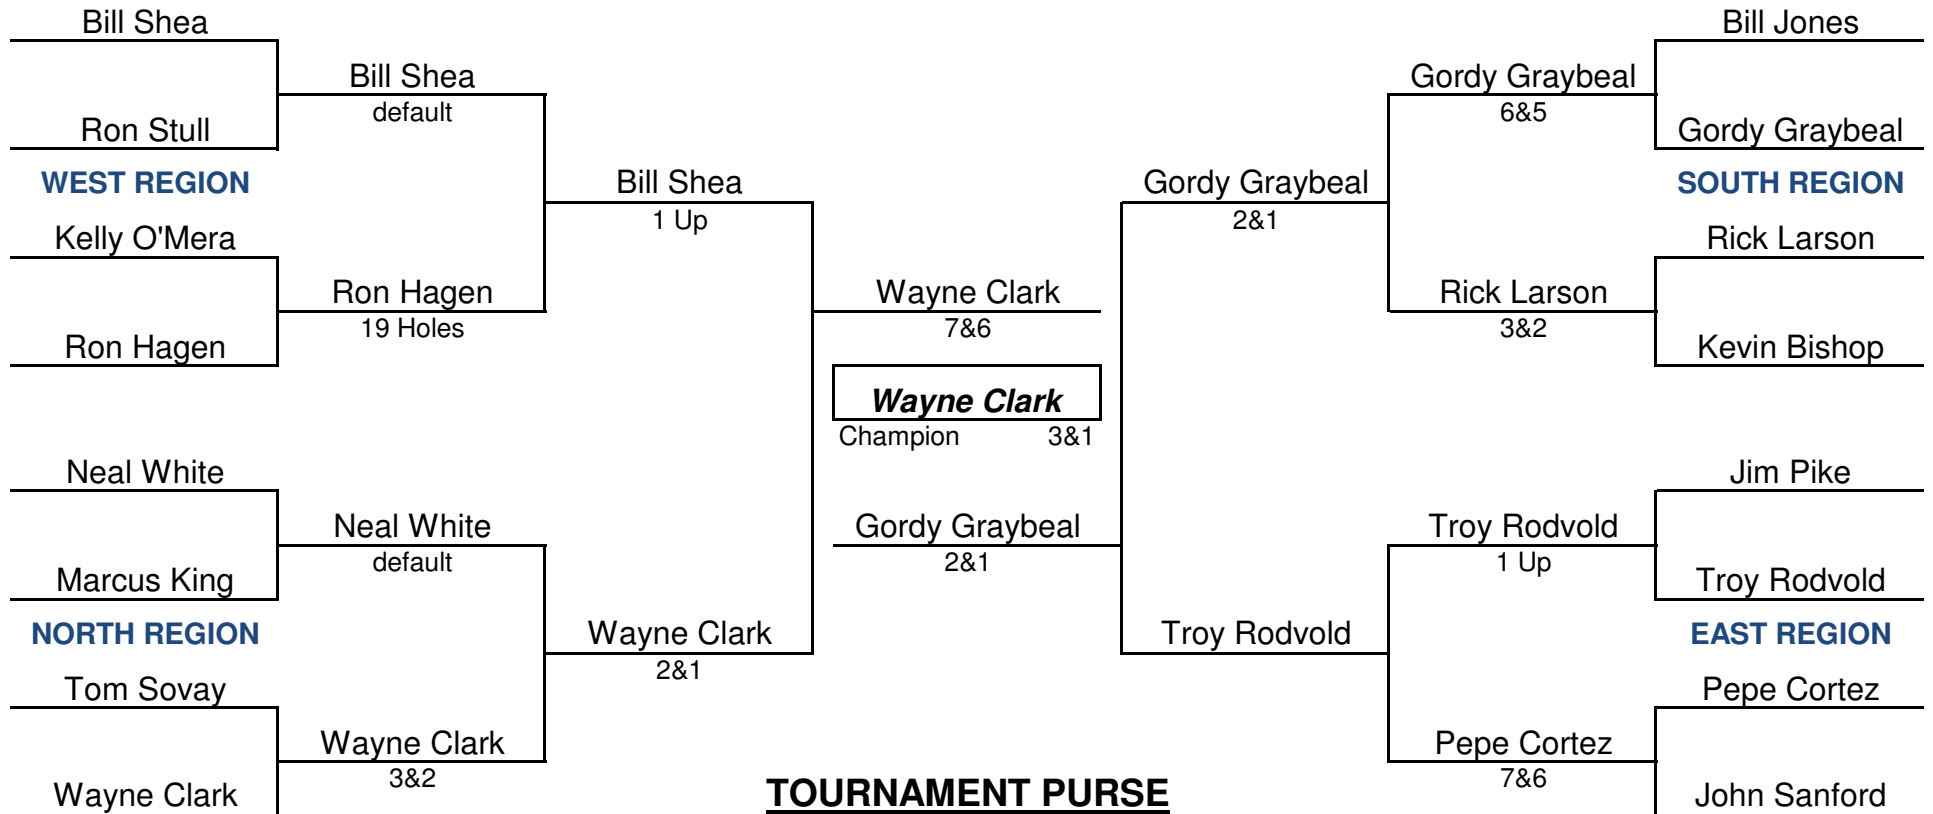 Bill Shea
Bill Jones
Bill Shea
Gordy Graybeal
default
6&5
Ron Stull
Gordy Graybeal
WEST REGION
Bill Shea
Gordy Graybeal
SOUTH REGION
1 Up
2&1
Kelly O'Mera
Rick Larson
Ron Hagen
Wayne Clark
Rick Larson
19 Holes
7&6
3&2
Ron Hagen
Kevin Bishop
Wayne Clark
Champion 3&1
Neal White
Jim Pike
Neal White
Gordy Graybeal
Troy Rodvold
default
2&1
1 Up
Marcus King
Troy Rodvold
NORTH REGION
Wayne Clark
Troy Rodvold
EAST REGION
2&1
Tom Sovay
Pepe Cortez
Wayne Clark
Pepe Cortez
3&2
7&6
Wayne Clark
TOURNAMENT PURSE
John Sanford